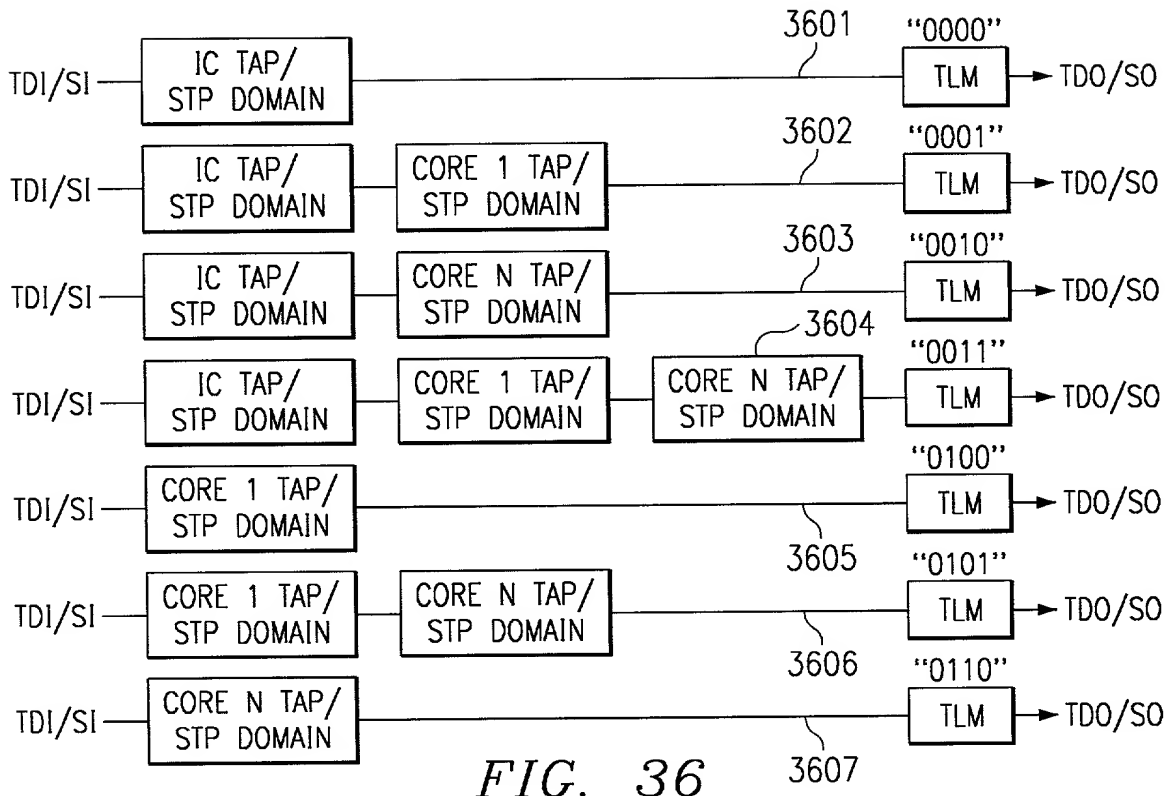 3601 “0000”
TDI/SI IC TAP/ TLM TDO/SO
STP DOMAIN
3602 “0001”
TDI/SI IC TAP/ CORE 1 TAP/ TLM TDO/SO
STP DOMAIN STP DOMAIN
3603 “0010”
TDI/SI IC TAP/ CORE N TAP/ TLM TDO/SO
STP DOMAIN STP DOMAIN
3604 “0011”
TDI/SI IC TAP/ CORE 1 TAP/ CORE N TAP/ TLM TDO/SO
STP DOMAIN STP DOMAIN STP DOMAIN
“0100”
TDI/SI CORE 1 TAP/ TLM TDO/SO
STP DOMAIN
3605 “0101”
TDI/SI CORE 1 TAP/ CORE N TAP/ TLM TDO/SO
STP DOMAIN STP DOMAIN
3606 “0110”
TDI/SI CORE N TAP/ TLM TDO/SO
STP DOMAIN
3607
FIG. 36